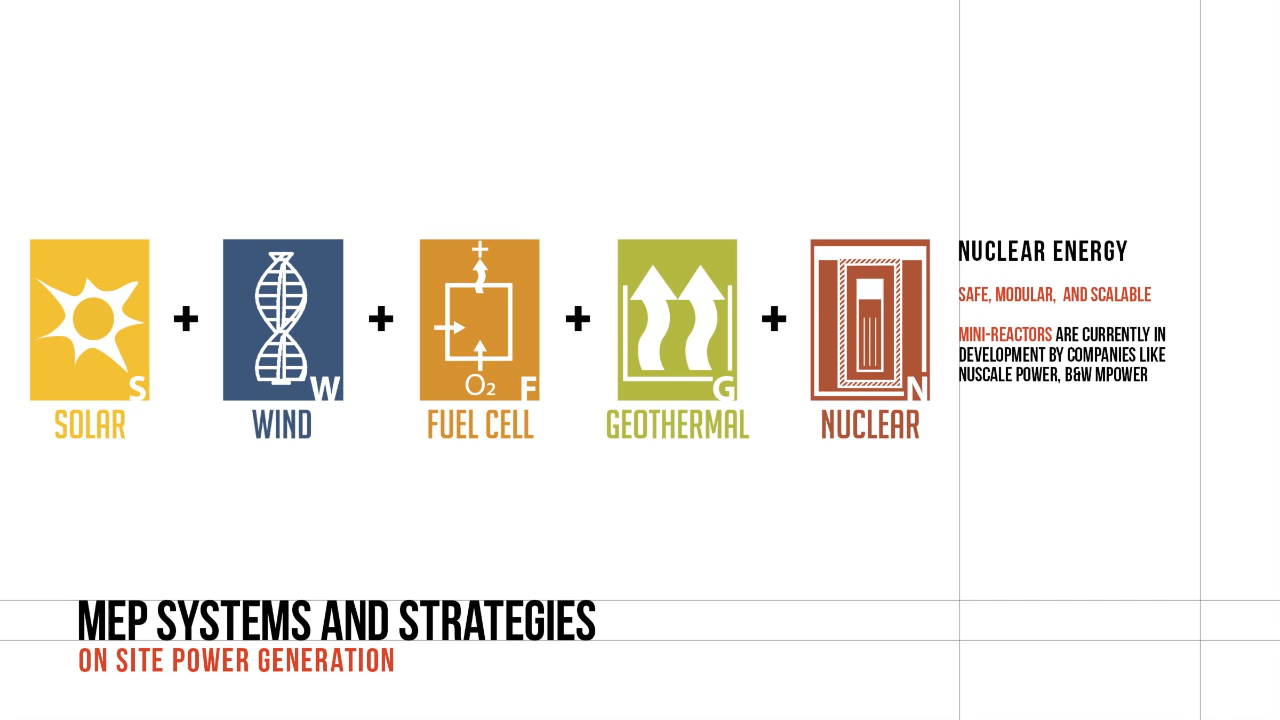 S
+
W
+
+
O₂
F
+
G
+
N
SOLAR
WIND
FUEL CELL
GEOTHERMAL
NUCLEAR
NUCLEAR ENERGY
SAFE, MODULAR, AND SCALABLE
MINI-REACTORS ARE CURRENTLY IN
DEVELOPMENT BY COMPANIES LIKE
NUSCALE POWER, B&W MPOWER
MEP SYSTEMS AND STRATEGIES
ON SITE POWER GENERATION